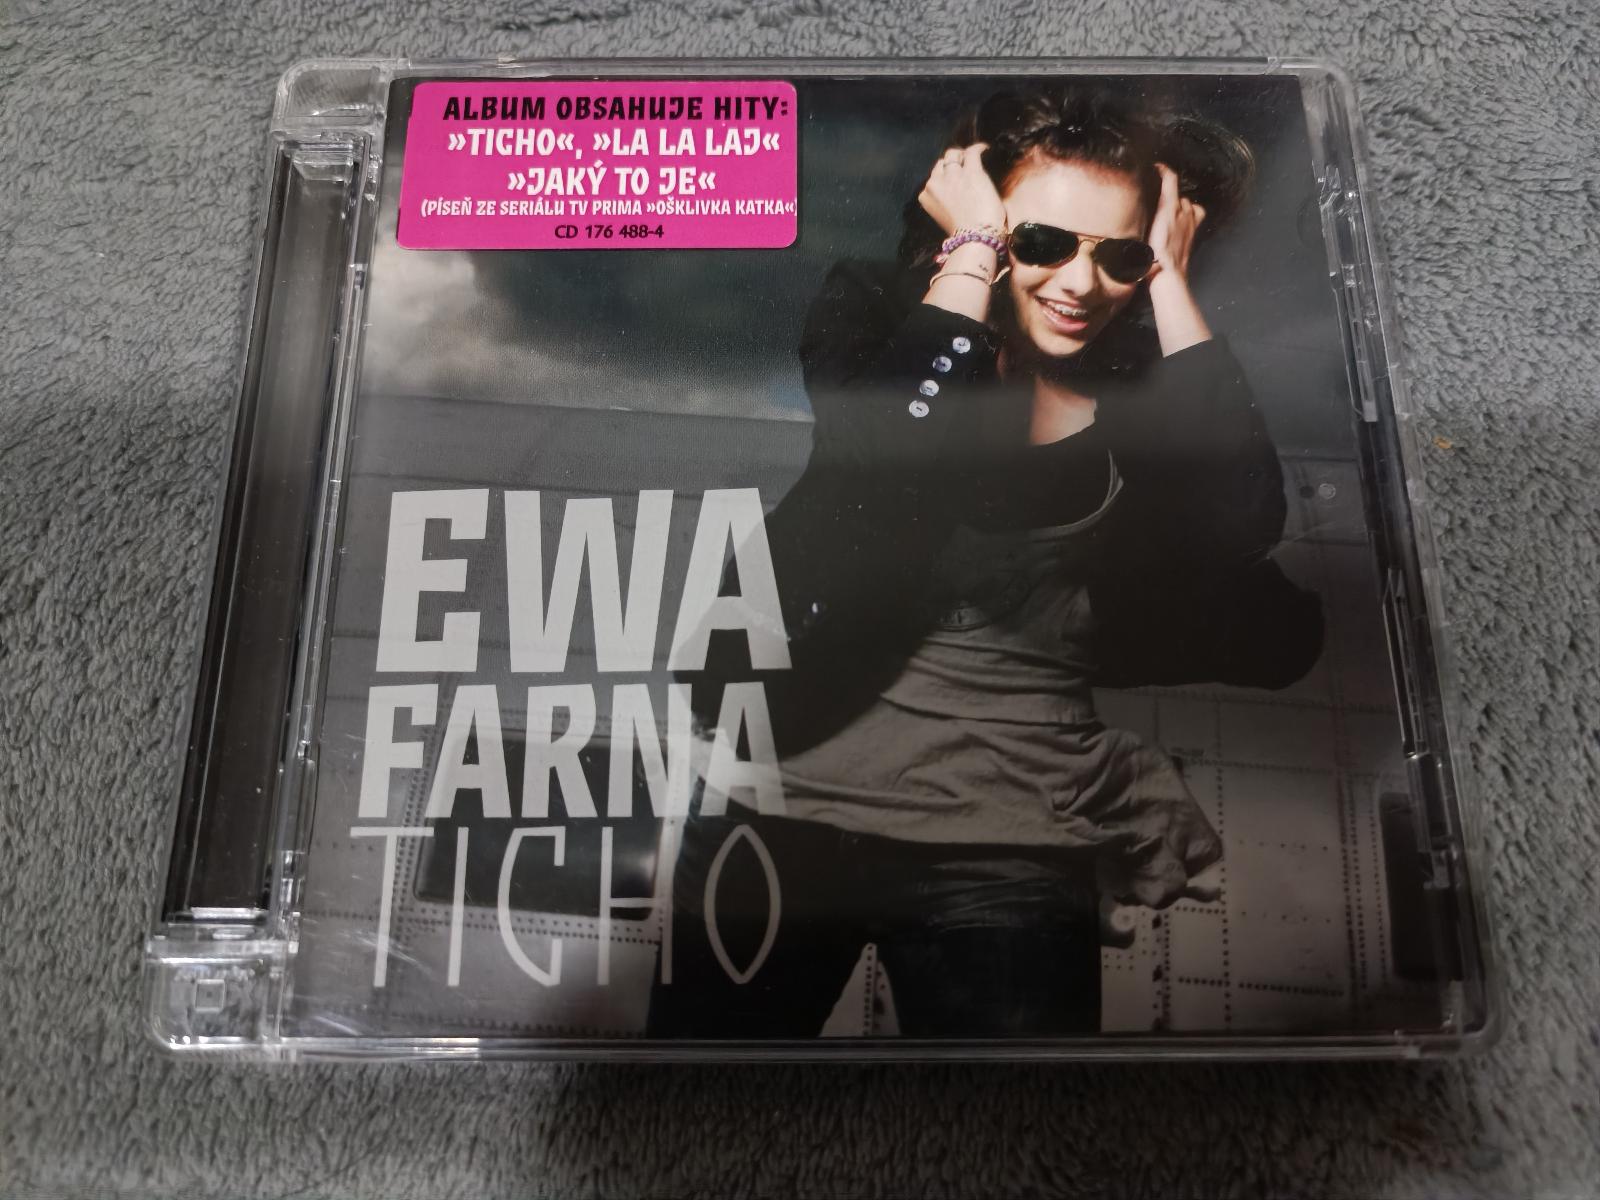 ALBUM OBSAHUJE HITY:
»TICHO«, »LA LA LAJ«
»JAKÝ TO JE«
(PÍSEŇ ZE SERIÁLU TV PRIMA »OŠKLIVKA KATKA«)
CD 176 488-4
EWA
FARNA
TICHO